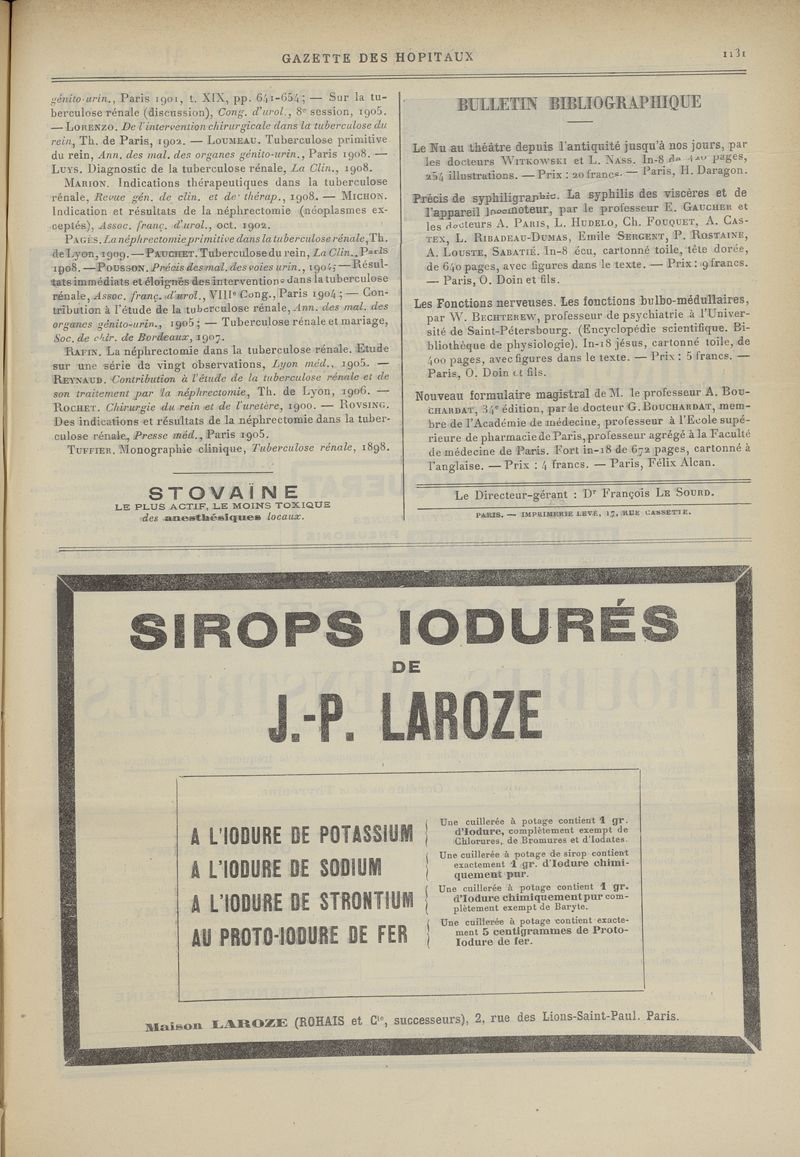 GAZETTE DES HOPITAUX
1131
génito-urin., Paris 1901, t. XIX, pp. 641-654; — Sur la tu-
berculose rénale (discussion), Cong. d'urol., 8e session, 1905.
— LORENZO. De l'intervention chirurgicale dans la tuberculose du
rein, Th. de Paris, 1902. — LOUMEAU. Tuberculose primitive
du rein, Ann. des mal. des organes génito-urin., Paris 1908. —
LUYS. Diagnostic de la tuberculose rénale, La Clin., 1908.
MARION. Indications thérapeutiques dans la tuberculose
rénale, Revue gén. de clin. et de thérap., 1908. — MICHON.
Indication et résultats de la néphrectomie (néoplasmes ex-
ceptés), Assoc. franç. d'urol., oct. 1902.
PAGÈS. La néphrectomie primitive dans la tuberculose rénale, Th.
de Lyon, 1909. — PAUCHET. Tuberculose du rein, La Clin., Paris
1908. — POUSSON. Précis des mal. des voies urin., 1904; — Résul-
tats immédiats et éloignés des interventions dans la tuberculose
rénale, Assoc. franç. d'urol., VIIIe Cong., Paris 1904; — Con-
tribution à l'étude de la tuberculose rénale, Ann. des mal. des
organes génito-urin., 1905; — Tuberculose rénale et mariage,
Soc. de chir. de Bordeaux, 1907.
RAFIN. La néphrectomie dans la tuberculose rénale. Etude
sur une série de vingt observations, Lyon méd., 1905. —
REYNAUD. Contribution à l'étude de la tuberculose rénale et de
son traitement par la néphrectomie, Th. de Lyon, 1906. —
ROCHET. Chirurgie du rein et de l'uretère, 1900. — ROVSING.
Des indications et résultats de la néphrectomie dans la tuber-
culose rénale, Presse méd., Paris 1905.
TUFFIER. Monographie clinique, Tuberculose rénale, 1898.
STOVAÏNE
LE PLUS ACTIF, LE MOINS TOXIQUE
des anesthésiques locaux.
BULLETIN BIBLIOGRAPHIQUE
Le Nu au théâtre depuis l'antiquité jusqu'à nos jours, par
les docteurs WITKOWSKI et L. NASS. In-8 de pages,
254 illustrations. — Prix : 20 francs. — Paris, H. Daragon.
Précis de syphiligraphie. La syphilis des viscères et de
l'appareil locomoteur, par le professeur E. GAUCHER et
les docteurs A. PARIS, L. HUDELO, Ch. FOUQUET, A. CAS-
TEX, L. RIBADEAU-DUMAS, Emile SERGENT, P. ROSTAINE,
A. LOUSTE, SABATIÉ. In-8 écu, cartonné toile, tête dorée,
de 640 pages, avec figures dans le texte. — Prix : 9 francs.
— Paris, O. Doin et fils.
Les Fonctions nerveuses. Les fonctions bulbo-médullaires,
par W. BECHTEREW, professeur de psychiatrie à l'Univer-
sité de Saint-Pétersbourg. (Encyclopédie scientifique. Bi-
bliothèque de physiologie). In-18 jésus, cartonné toile, de
400 pages, avec figures dans le texte. — Prix : 5 francs. —
Paris, O. Doin et fils.
Nouveau formulaire magistral de M. le professeur A. BOU-
CHARDAT, 34e édition, par le docteur G. BOUCHARDAT, mem-
bre de l'Académie de médecine, professeur à l'Ecole supé-
rieure de pharmacie de Paris, professeur agrégé à la Faculté
de médecine de Paris. Fort in-18 de 672 pages, cartonné à
l'anglaise. — Prix : 4 francs. — Paris, Félix Alcan.
Le Directeur-gérant : Dr François LE SOURD.
PARIS. — IMPRIMERIE LEVÉ, 17, RUE CASSETTE.
SIROPS IODURÉS
DE
J.-P. LAROZE
A L'IODURE DE POTASSIUM
Une cuillerée à potage contient 1 gr.
d'Iodure, complètement exempt de
Chlorures, de Bromures et d'Iodates.
A L'IODURE DE SODIUM
Une cuillerée à potage de sirop contient
exactement 1 gr. d'Iodure chimi-
quement pur.
A L'IODURE DE STRONTIUM
Une cuillerée à potage contient 1 gr.
d'Iodure chimiquement pur com-
plètement exempt de Baryte.
AU PROTO-IODURE DE FER
Une cuillerée à potage contient exacte-
ment 5 centigrammes de Proto-
Iodure de fer.
Maison LAROZE (ROHAIS et Cie, successeurs), 2, rue des Lions-Saint-Paul. Paris.